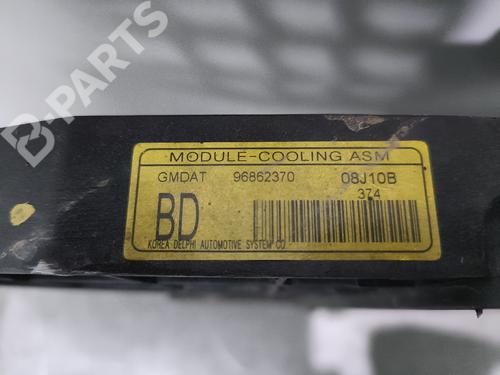 B-PARTS
MODULE-COOLING ASM
GMDAT 96862370 08J10B
374
BD
KOREA DELPHI AUTOMOTIVE SYSTEM CO.